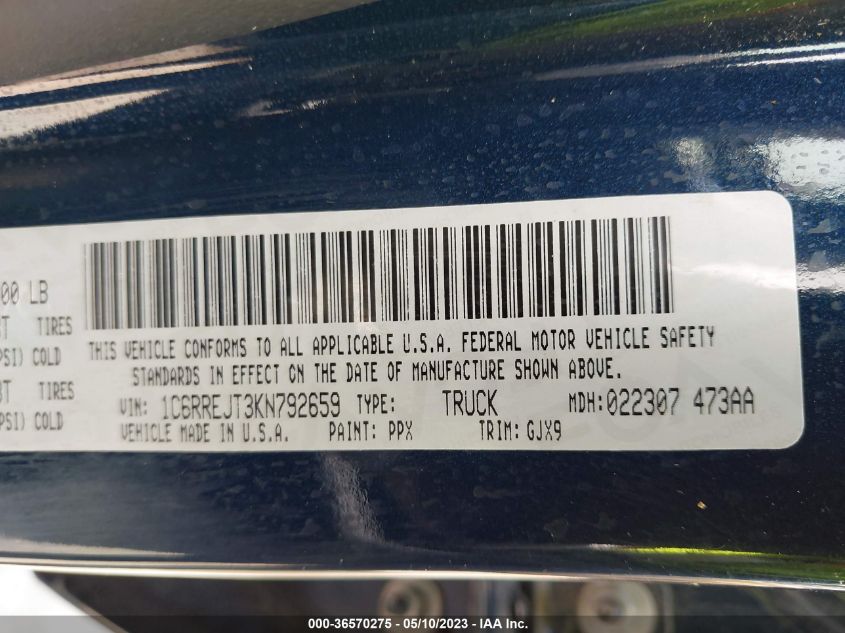 00 LB
TIRES
PSI) COLD
TIRES
PSI) COLD
THIS VEHICLE CONFORMS TO ALL APPLICABLE U.S.A. FEDERAL MOTOR VEHICLE SAFETY
STANDARDS IN EFFECT ON THE DATE OF MANUFACTURE SHOWN ABOVE.
VIN: 1C6RREJT3KN792659 TYPE: TRUCK MDH:022307 473AA
VEHICLE MADE IN U.S.A. PAINT: PPX TRIM: GJX9
000-36570275 - 05/10/2023 - IAA Inc.